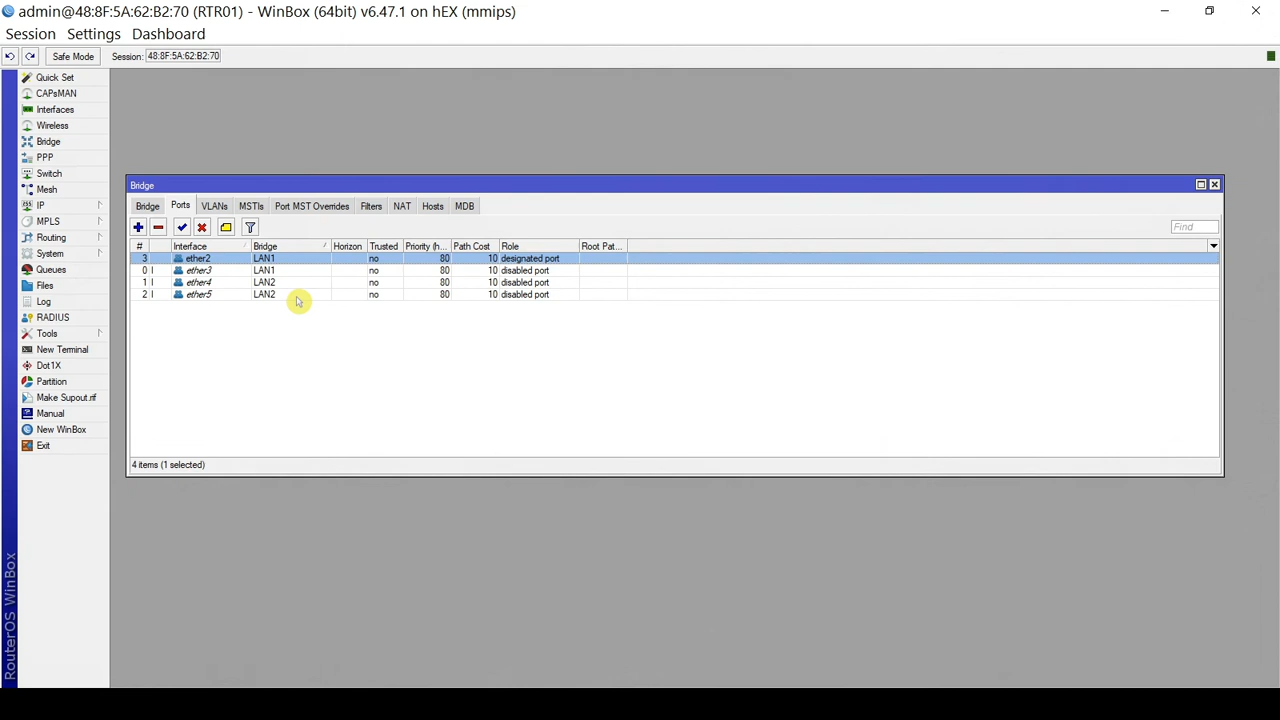 admin@48:8F:5A:62:B2:70 (RTR01) - WinBox (64bit) v6.47.1 on hEX (mmips)
Session Settings Dashboard
Safe Mode Session: 48:8F:5A:62:B2:70
Quick Set
CAPsMAN
Interfaces
Wireless
Bridge
PPP
Switch
Mesh
IP
MPLS
Routing
System
Queues
Files
Log
RADIUS
Tools
New Terminal
Dot1X
Partition
Make Supout.rif
Manual
New WinBox
Exit
RouterOS WinBox
Bridge
Bridge Ports VLANs MSTIs Port MST Overrides Filters NAT Hosts MDB
Find
# Interface Bridge Horizon Trusted Priority (h... Path Cost Role Root Pat...
3 ether2 LAN1 no 80 10 designated port
0 I ether3 LAN1 no 80 10 disabled port
1 I ether4 LAN2 no 80 10 disabled port
2 I ether5 LAN2 no 80 10 disabled port
4 items (1 selected)